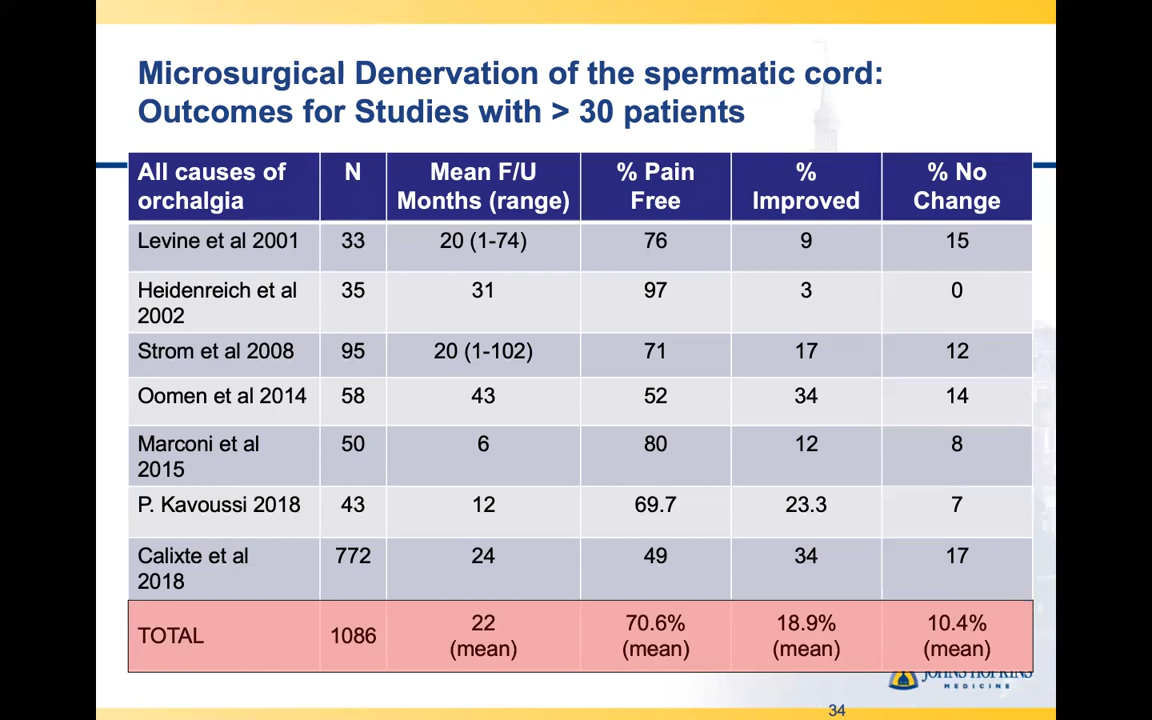 Microsurgical Denervation of the spermatic cord:
Outcomes for Studies with > 30 patients
All causes of orchalgia N Mean F/U Months (range) % Pain Free % Improved % No Change
Levine et al 2001 33 20 (1-74) 76 9 15
Heidenreich et al 2002 35 31 97 3 0
Strom et al 2008 95 20 (1-102) 71 17 12
Oomen et al 2014 58 43 52 34 14
Marconi et al 2015 50 6 80 12 8
P. Kavoussi 2018 43 12 69.7 23.3 7
Calixte et al 2018 772 24 49 34 17
TOTAL 1086 22 (mean) 70.6% (mean) 18.9% (mean) 10.4% (mean)
JOHNS HOPKINS
MEDICINE
34